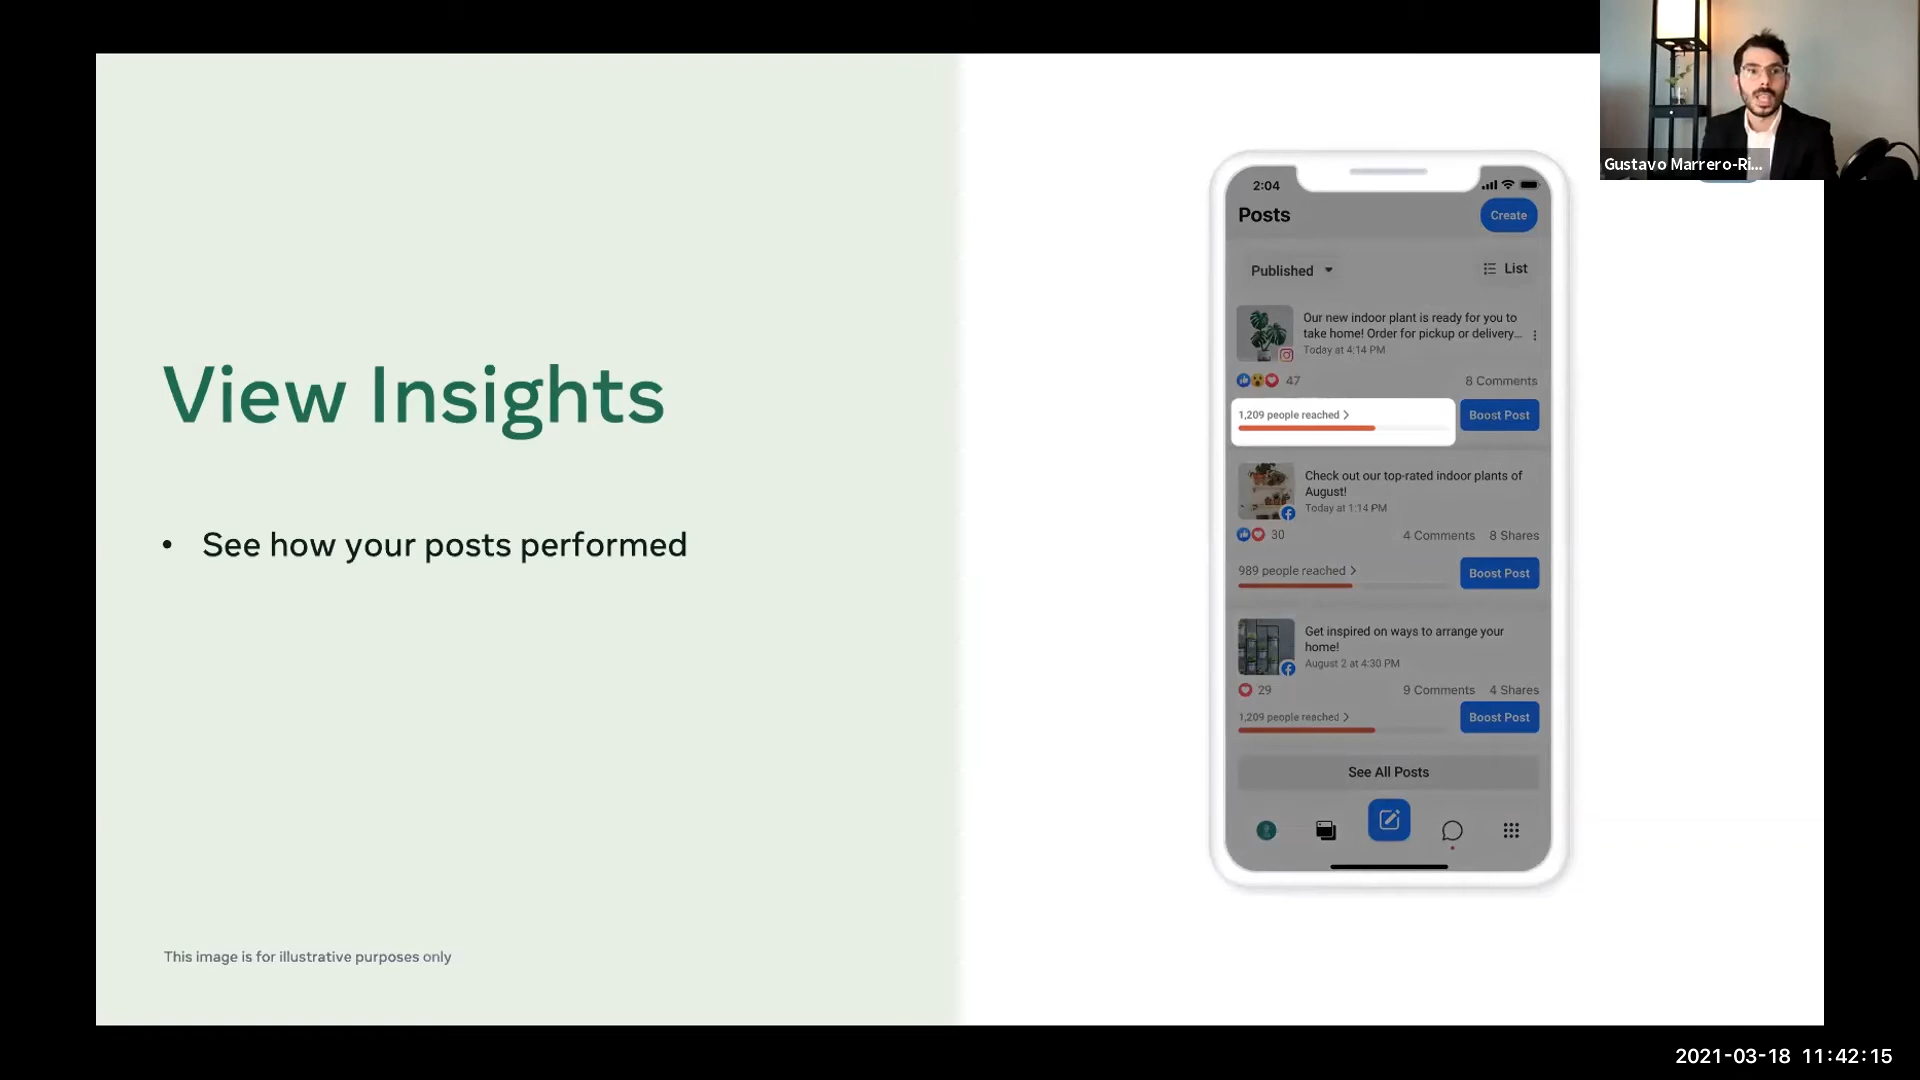 View Insights
• See how your posts performed
This image is for illustrative purposes only
2:04
Posts
Create
Published
List
Our new indoor plant is ready for you to
take home! Order for pickup or delivery...
Today at 4:14 PM
47
8 Comments
1,209 people reached >
Boost Post
Check out our top-rated indoor plants of
August!
Today at 1:14 PM
30
4 Comments 8 Shares
989 people reached >
Boost Post
Get inspired on ways to arrange your
home!
August 2 at 4:30 PM
29
9 Comments 4 Shares
1,209 people reached >
Boost Post
See All Posts
Gustavo Marrero-Ri...
2021-03-18 11:42:15